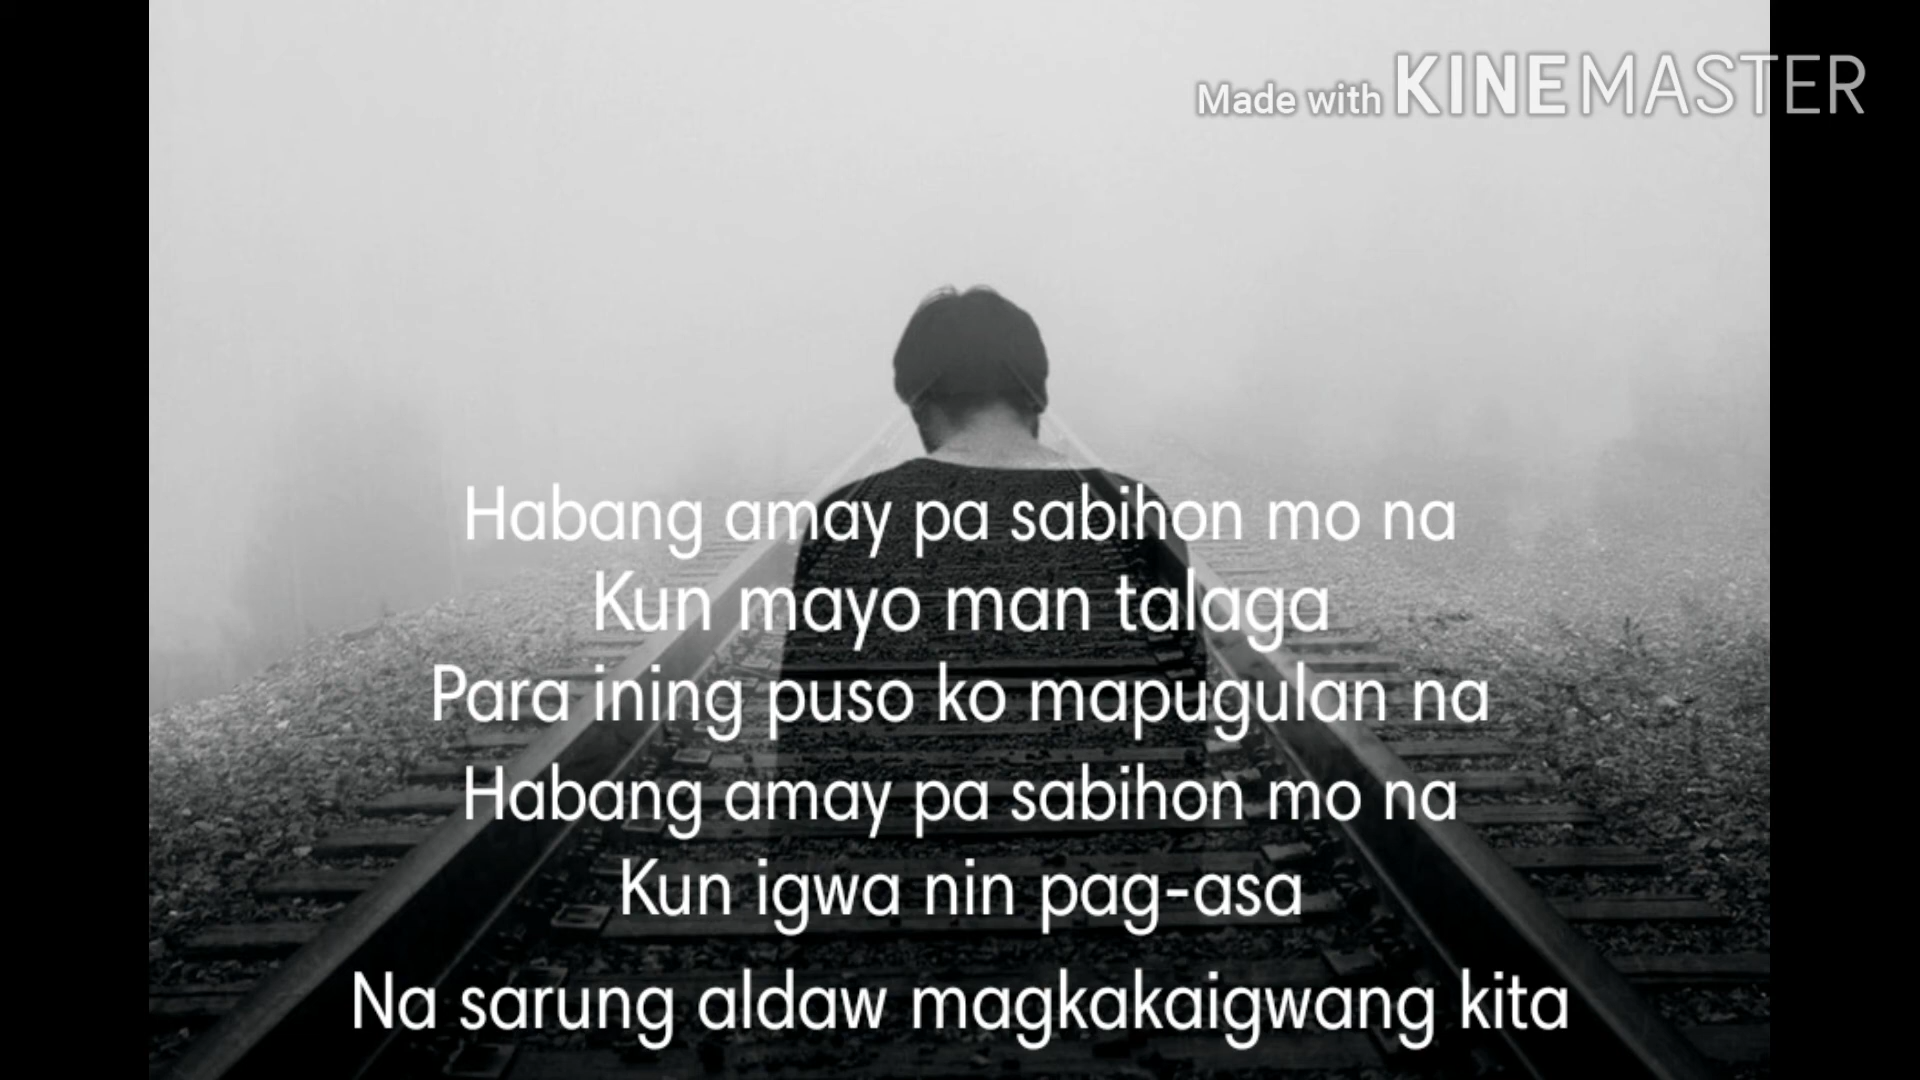 Made with KINEMASTER
Habang amay pa sabihon mo na
Kun mayo man talaga
Para ining puso ko mapugulan na
Habang amay pa sabihon mo na
Kun igwa nin pag-asa
Na sarung aldaw magkakaigwang kita